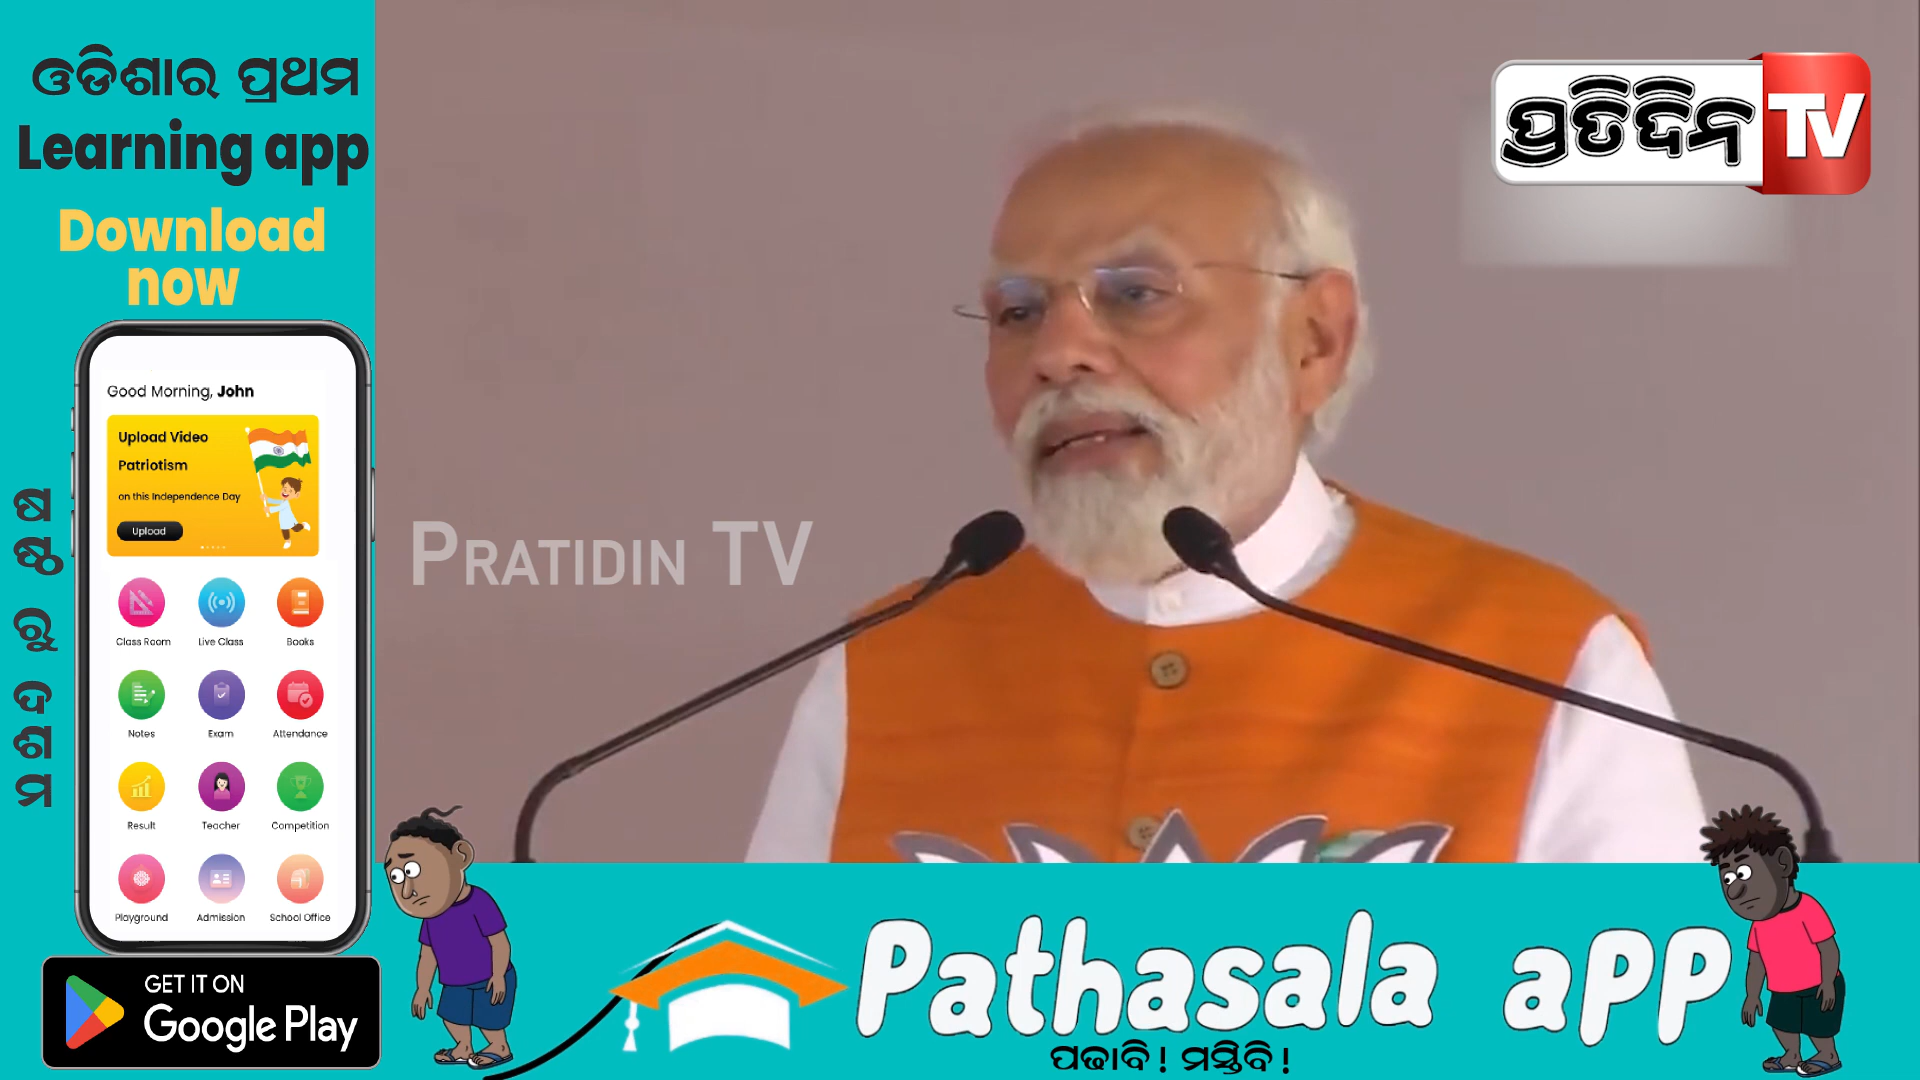 ଓଡିଶାର ପ୍ରଥମ
Learning app
Download
now
Good Morning, John
Upload Video
Patriotism
on this Independence Day
Upload
Class Room
Live Class
Books
Notes
Exam
Attendance
Result
Teacher
Competition
Playground
Admission
School Office
ଷଷ୍ଠ ରୁ ଦଶମ
GET IT ON
Google Play
PRATIDIN TV
ପ୍ରତିଦିନ TV
Pathasala aPP
ପଢାବି! ମସ୍ତିବି!